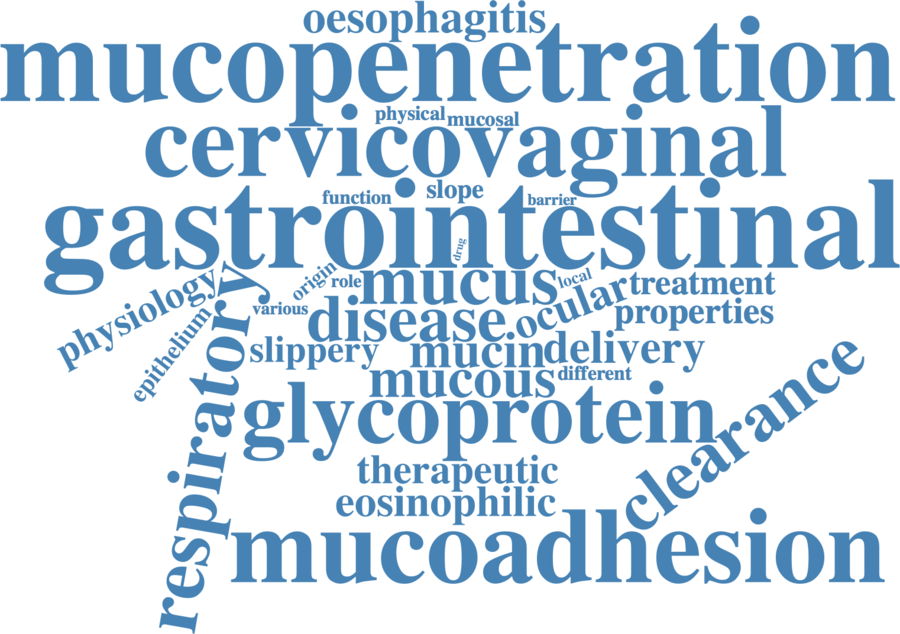 oesophagitis
mucopenetration
physical mucosal
cervicovaginal
function slope barrier
gastrointestinal
drug
origin role mucus local treatment
physiology various disease ocular properties
epithelium slippery mucin delivery
mucous different
respiratory glycoprotein clearance
therapeutic
eosinophilic
mucoadhesion